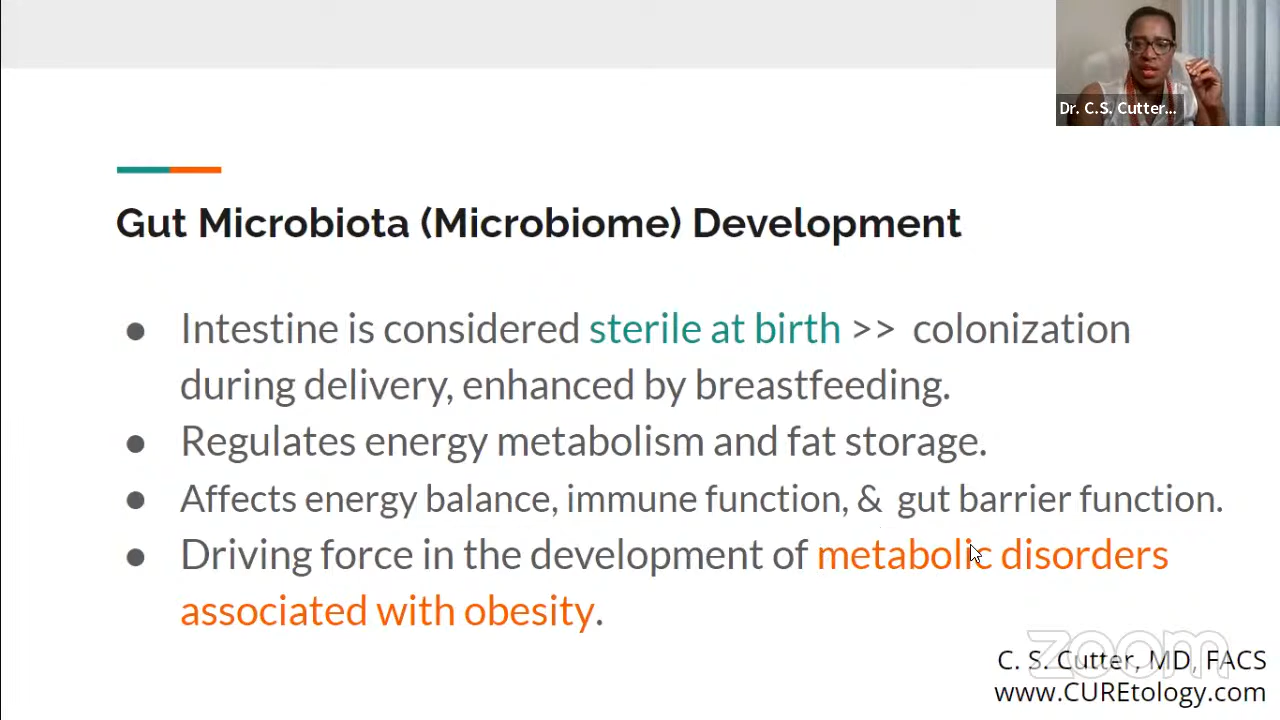 Dr. C.S. Cutter...
Gut Microbiota (Microbiome) Development
● Intestine is considered sterile at birth >> colonization
during delivery, enhanced by breastfeeding.
● Regulates energy metabolism and fat storage.
● Affects energy balance, immune function, & gut barrier function.
● Driving force in the development of metabolic disorders
associated with obesity.
zoom
C. S. Cutter, MD, FACS
www.CUREtology.com